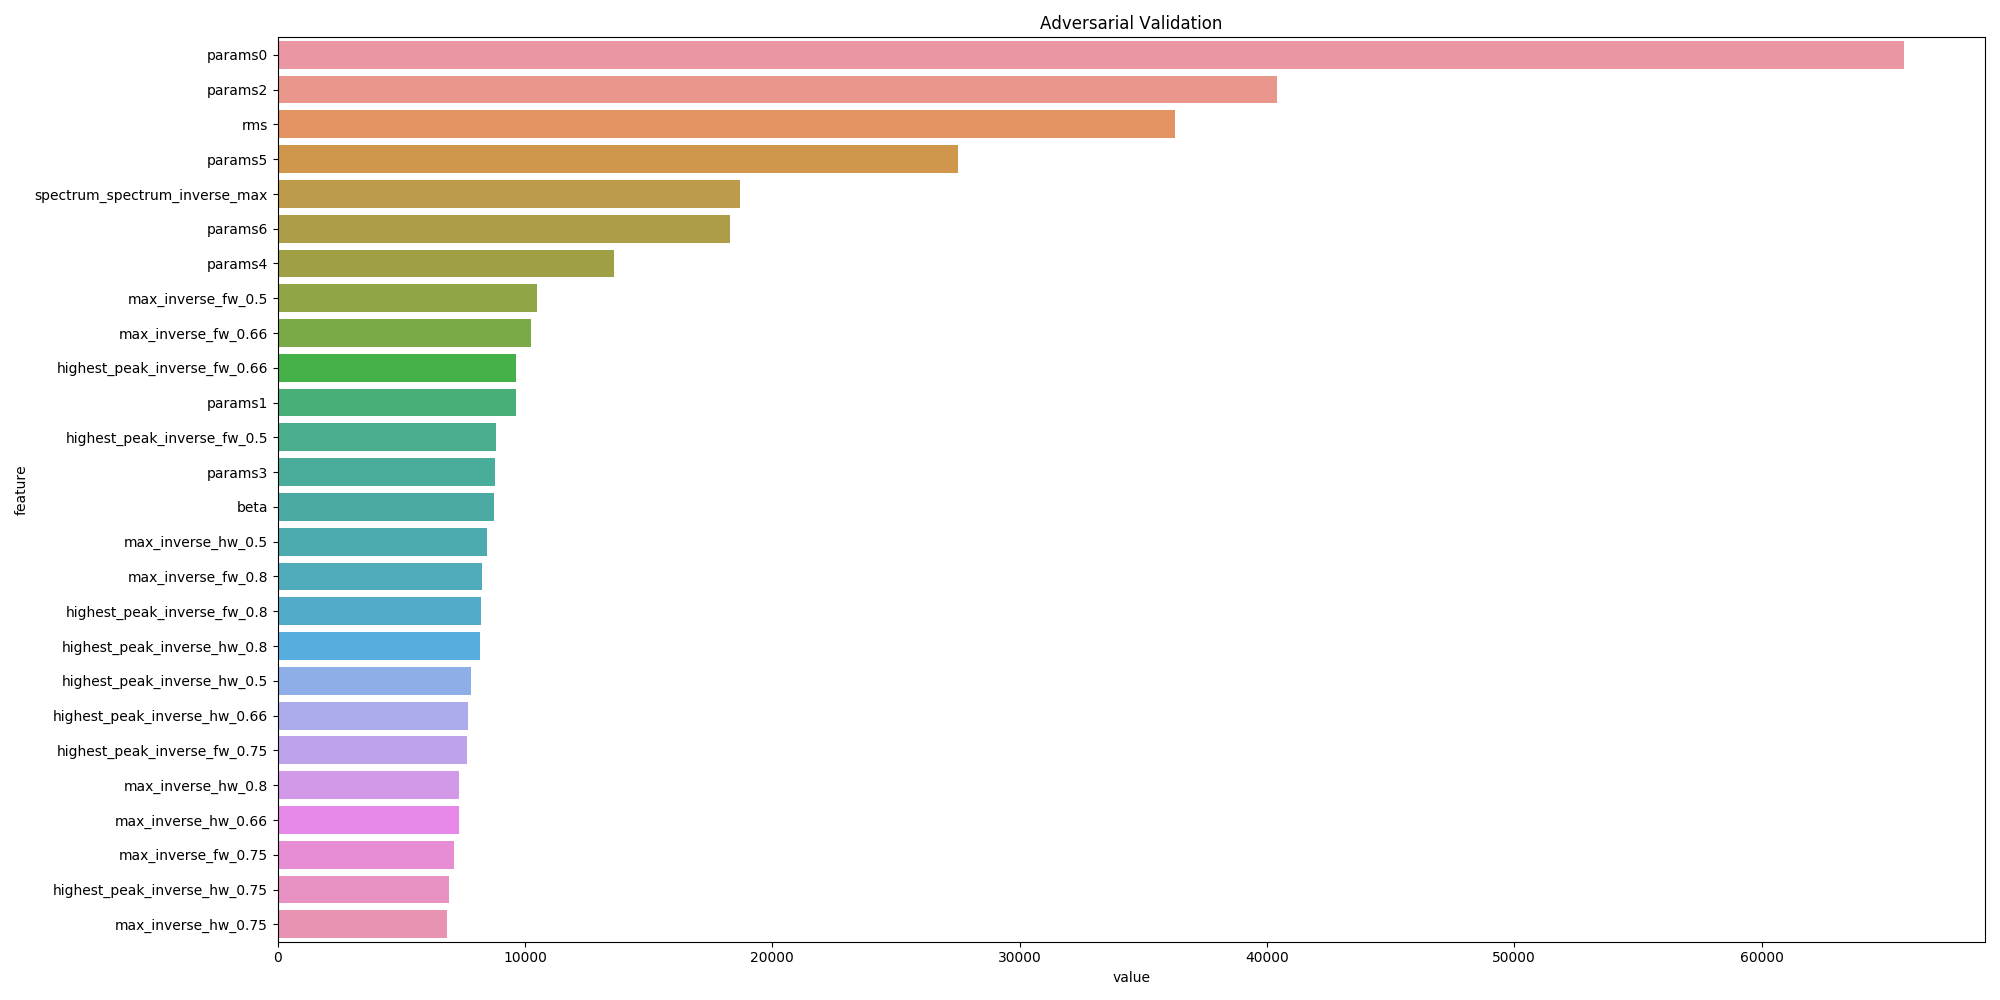 Adversarial Validation
params0
params2
rms
params5
spectrum_spectrum_inverse_max
params6
params4
max_inverse_fw_0.5
max_inverse_fw_0.66
highest_peak_inverse_fw_0.66
params1
highest_peak_inverse_fw_0.5
params3
beta
max_inverse_hw_0.5
max_inverse_fw_0.8
highest_peak_inverse_fw_0.8
highest_peak_inverse_hw_0.8
highest_peak_inverse_hw_0.5
highest_peak_inverse_hw_0.66
highest_peak_inverse_fw_0.75
max_inverse_hw_0.8
max_inverse_hw_0.66
max_inverse_fw_0.75
highest_peak_inverse_hw_0.75
max_inverse_hw_0.75
feature
0 10000 20000 30000 40000 50000 60000
value